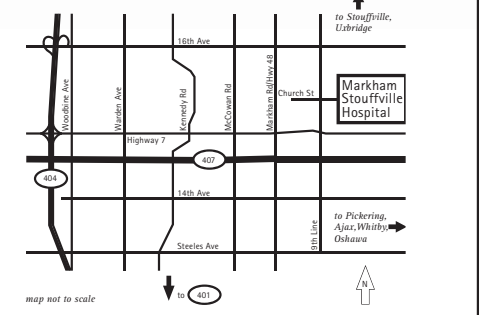 to Stouffville,
Uxbridge
16th Ave
Woodbine Ave
Warden Ave
Kennedy Rd
McCowan Rd
Markham Rd/Hwy 48
Church St
Markham
Stouffville
Hospital
Highway 7
407
404
14th Ave
9th Line
to Pickering,
Ajax,Whitby,
Oshawa
Steeles Ave
map not to scale
to 401
N